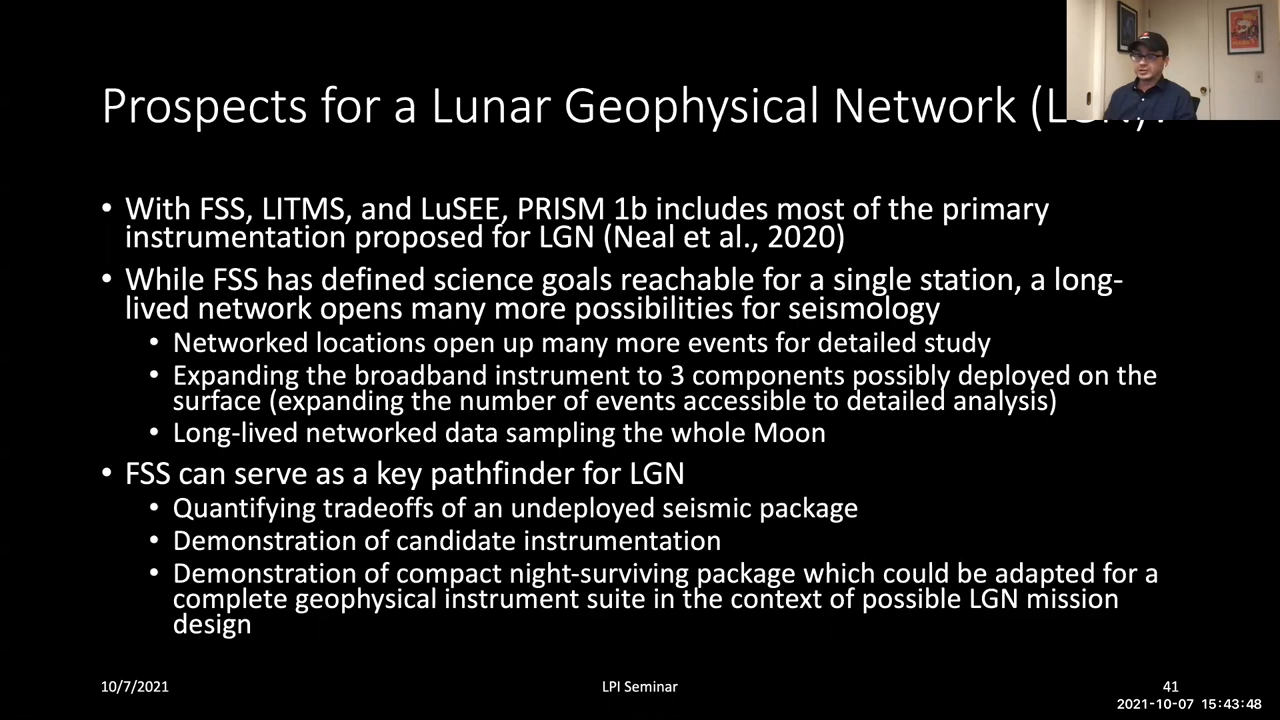 Prospects for a Lunar Geophysical Network (LGN)?
• With FSS, LITMS, and LuSEE, PRISM 1b includes most of the primary
instrumentation proposed for LGN (Neal et al., 2020)
• While FSS has defined science goals reachable for a single station, a long-
lived network opens many more possibilities for seismology
• Networked locations open up many more events for detailed study
• Expanding the broadband instrument to 3 components possibly deployed on the
surface (expanding the number of events accessible to detailed analysis)
• Long-lived networked data sampling the whole Moon
• FSS can serve as a key pathfinder for LGN
• Quantifying tradeoffs of an undeployed seismic package
• Demonstration of candidate instrumentation
• Demonstration of compact night-surviving package which could be adapted for a
complete geophysical instrument suite in the context of possible LGN mission
design
10/7/2021
LPI Seminar
41
2021-10-07 15:43:48